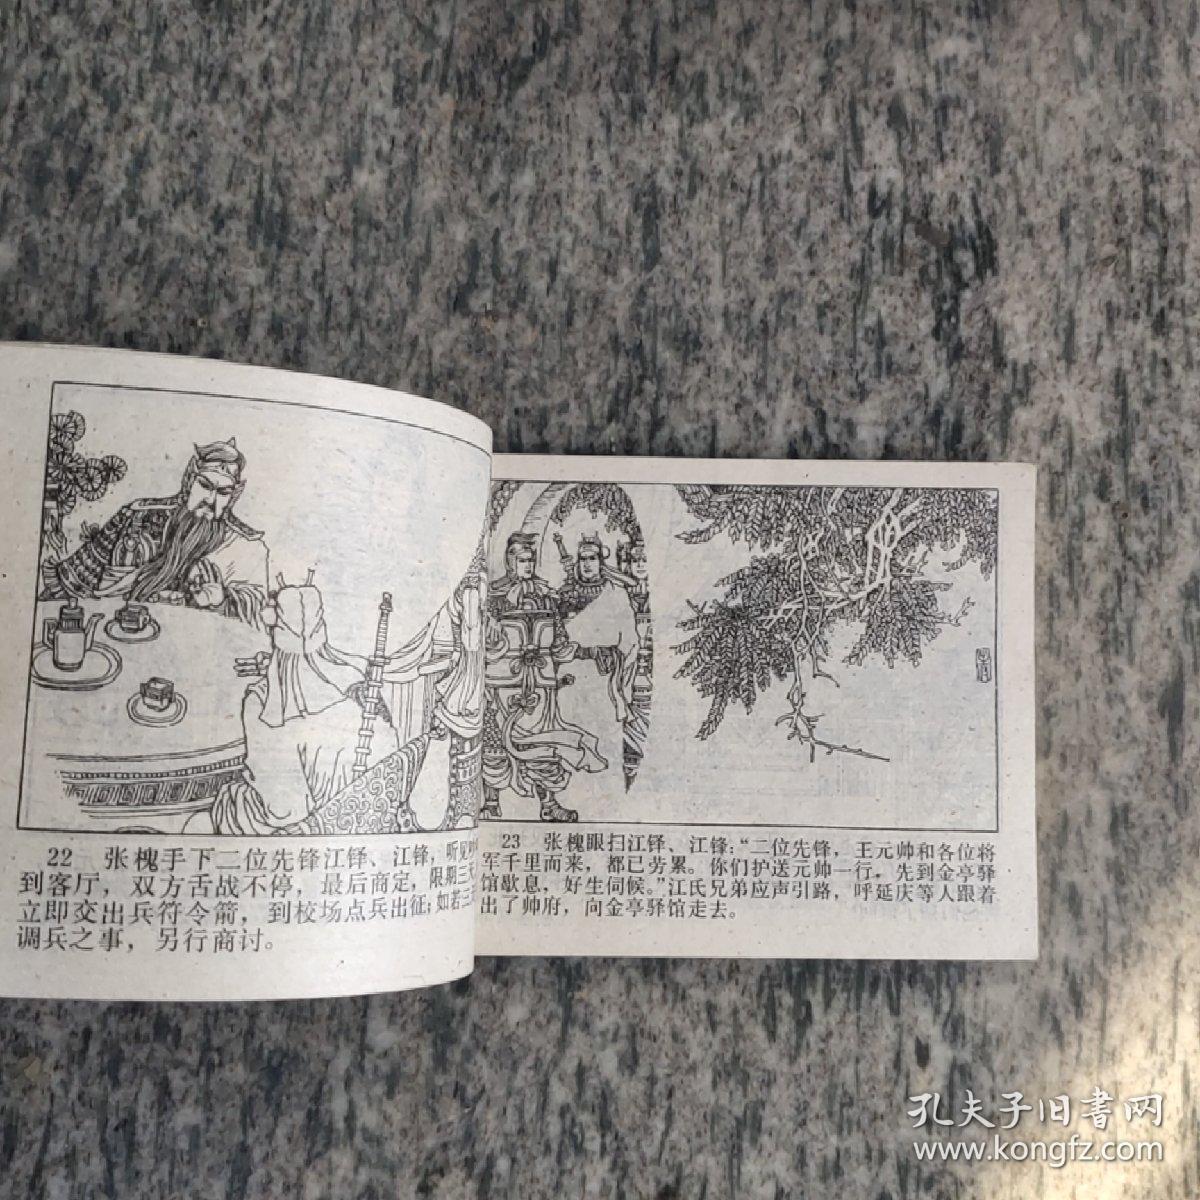 22 张槐手下二位先锋江铎、江锋，听见
到客厅，双方舌战不停，最后商定，限期三天
立即交出兵符令箭，到校场点兵出征；如若三
调兵之事，另行商讨。
23 张槐眼扫江铎、江锋：“二位先锋，王元帅和各位将
军千里而来，都已劳累。你们护送元帅一行，先到金亭驿
馆歇息，好生伺候。”江氏兄弟应声引路，呼延庆等人跟着
出了帅府，向金亭驿馆走去。
孔夫子旧書网
www.kongfz.com